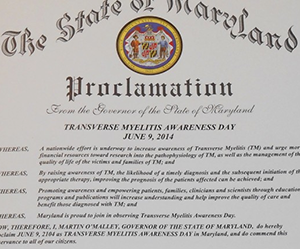 The State of Maryland
Proclamation
From the Governor of the State of Maryland
TRANSVERSE MYELITIS AWARENESS DAY
JUNE 9, 2014
WHEREAS, A nationwide effort is underway to increase awareness of Transverse Myelitis (TM) and urge more
financial resources toward research into the pathophysiology of TM, as well as the management of the
quality of life of the victims and families of TM; and
WHEREAS, By raising awareness of TM, the likelihood of a timely diagnosis and the subsequent initiation of the
appropriate therapy, improving the prognosis of the patients affected can be achieved; and
WHEREAS, Promoting awareness and empowering patients, families, clinicians and scientists through education
programs and publications will increase understanding and help improve the quality of care and
benefit those diagnosed with TM; and
WHEREAS, Maryland is proud to join in observing Transverse Myelitis Awareness Day.
NOW, THEREFORE, I, MARTIN O'MALLEY, GOVERNOR OF THE STATE OF MARYLAND, do hereby
proclaim JUNE 9, 2014 as TRANSVERSE MYELITIS AWARENESS DAY in Maryland, and do commend this
observance to all of our citizens.